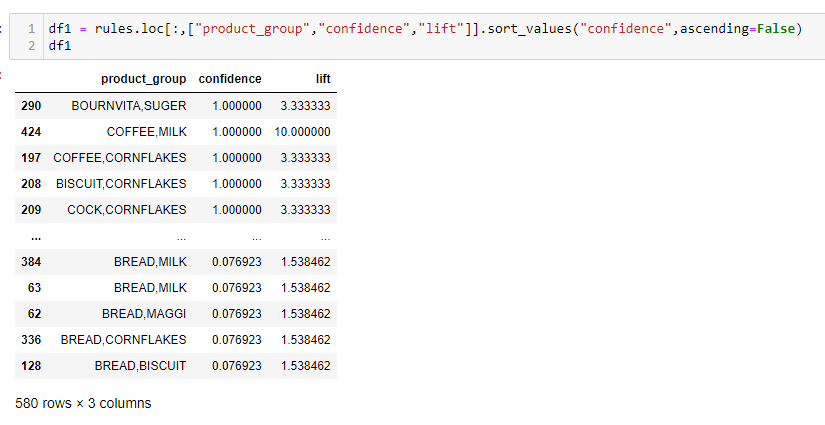 1 df1 = rules.loc[:,["product_group","confidence","lift"]].sort_values("confidence",ascending=False)
2 df1
product_group confidence lift
290 BOURNVITA,SUGER 1.000000 3.333333
424 COFFEE,MILK 1.000000 10.000000
197 COFFEE,CORNFLAKES 1.000000 3.333333
208 BISCUIT,CORNFLAKES 1.000000 3.333333
209 COCK,CORNFLAKES 1.000000 3.333333
... ... ... ...
384 BREAD,MILK 0.076923 1.538462
63 BREAD,MILK 0.076923 1.538462
62 BREAD,MAGGI 0.076923 1.538462
336 BREAD,CORNFLAKES 0.076923 1.538462
128 BREAD,BISCUIT 0.076923 1.538462
580 rows × 3 columns